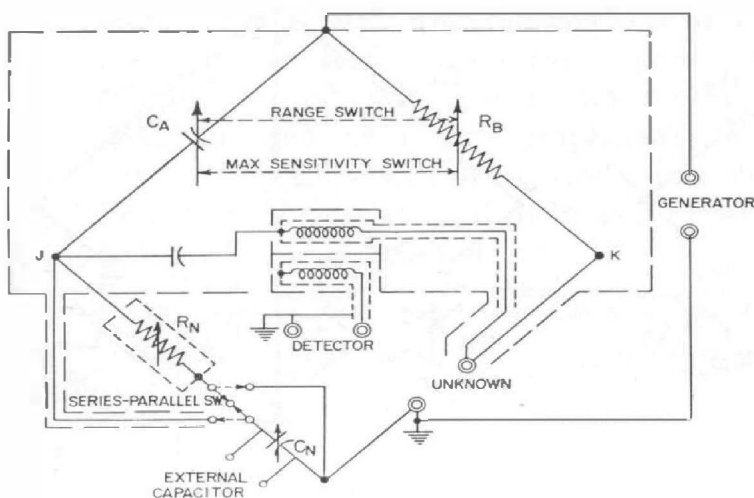 C_A
RANGE SWITCH
R_B
MAX SENSITIVITY SWITCH
GENERATOR
J
K
R_N
DETECTOR
UNKNOWN
SERIES-PARALLEL SW.
C_N
EXTERNAL
CAPACITOR